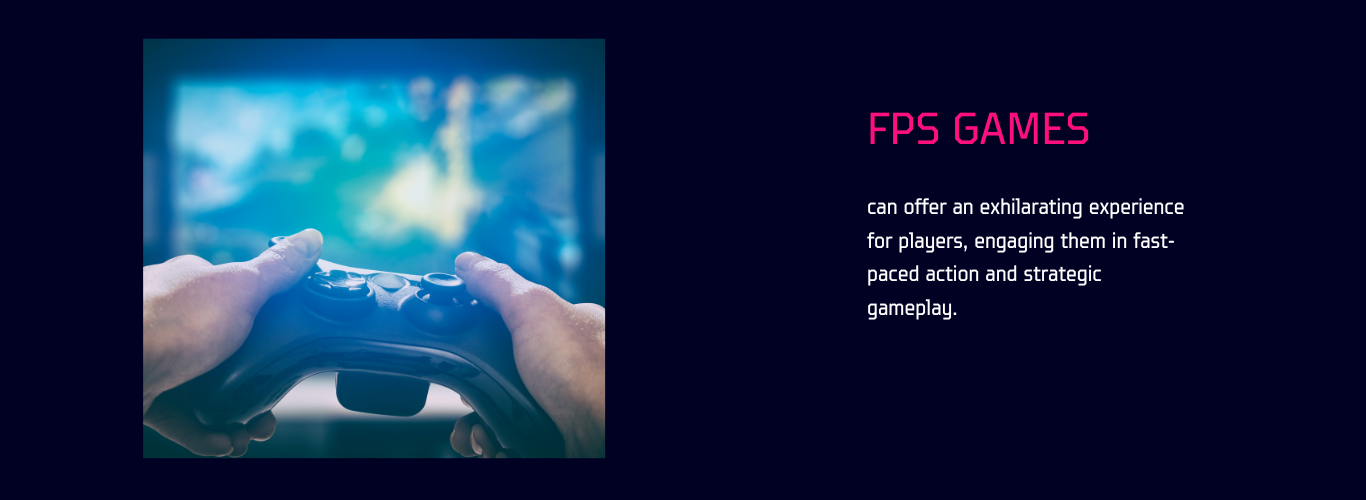 FPS GAMES
can offer an exhilarating experience
for players, engaging them in fast-
paced action and strategic
gameplay.